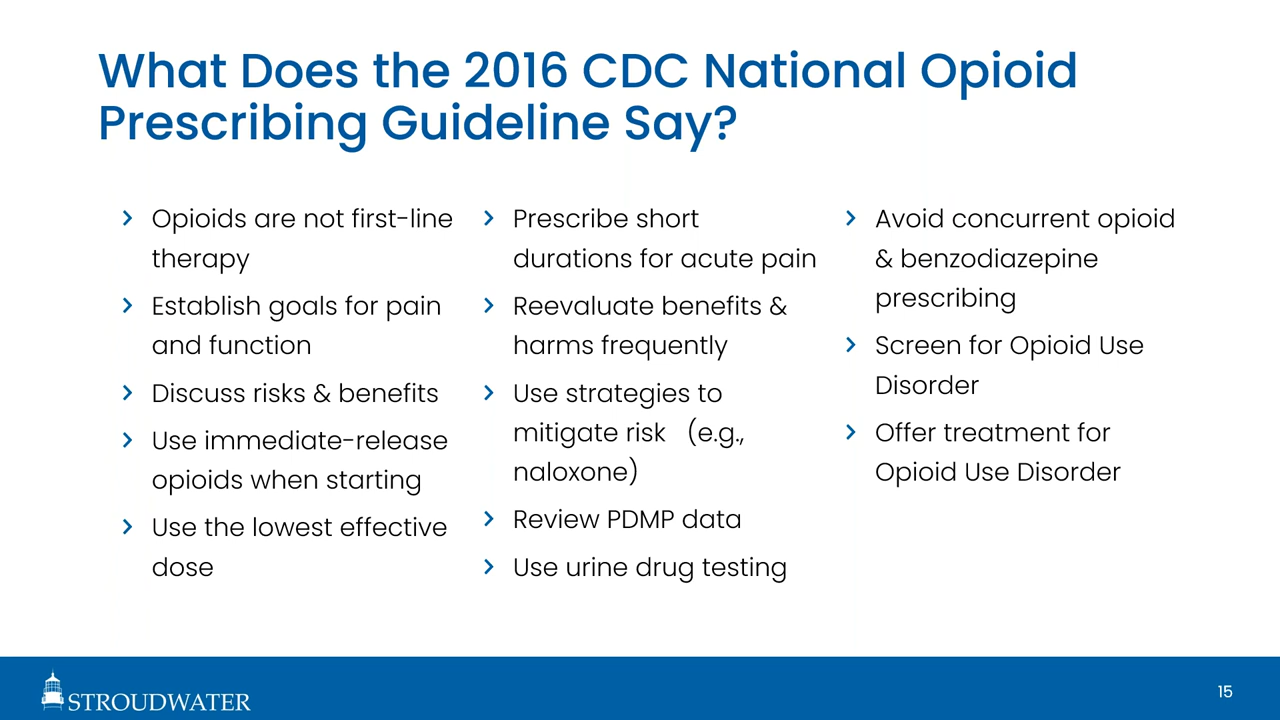 What Does the 2016 CDC National Opioid
Prescribing Guideline Say?
Opioids are not first-line
therapy
Establish goals for pain
and function
Discuss risks & benefits
Use immediate-release
opioids when starting
Use the lowest effective
dose
Prescribe short
durations for acute pain
Reevaluate benefits &
harms frequently
Use strategies to
mitigate risk (e.g.,
naloxone)
Review PDMP data
Use urine drug testing
Avoid concurrent opioid
& benzodiazepine
prescribing
Screen for Opioid Use
Disorder
Offer treatment for
Opioid Use Disorder
STROUDWATER
15